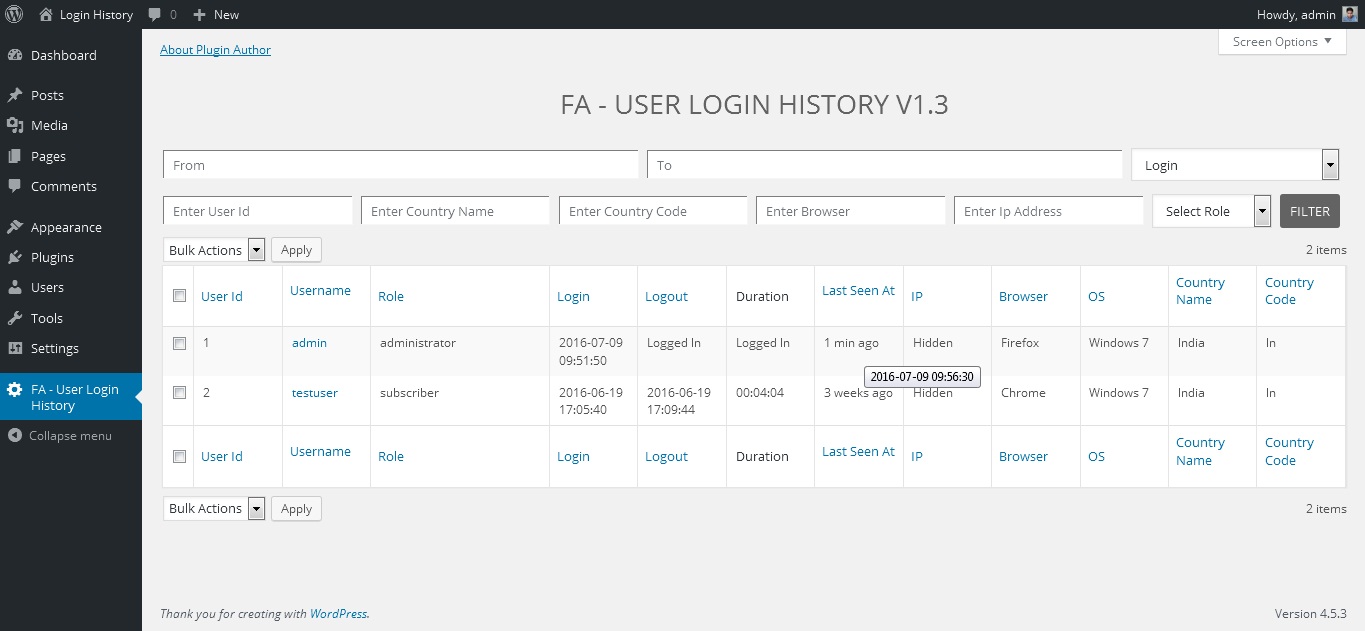 Login History 0 New Howdy, admin
Dashboard
Posts
Media
Pages
Comments
Appearance
Plugins
Users
Tools
Settings
FA - User Login
History
Collapse menu
About Plugin Author
Screen Options
FA - USER LOGIN HISTORY V1.3
From To Login
Enter User Id Enter Country Name Enter Country Code Enter Browser Enter Ip Address Select Role FILTER
Bulk Actions Apply 2 items
User Id Username Role Login Logout Duration Last Seen At IP Browser OS Country Name Country Code
1 admin administrator 2016-07-09 09:51:50 Logged In Logged In 1 min ago Hidden Firefox Windows 7 India In
2016-07-09 09:56:30
2 testuser subscriber 2016-06-19 17:05:40 2016-06-19 17:09:44 00:04:04 3 weeks ago Hidden Chrome Windows 7 India In
User Id Username Role Login Logout Duration Last Seen At IP Browser OS Country Name Country Code
Bulk Actions Apply 2 items
Thank you for creating with WordPress. Version 4.5.3